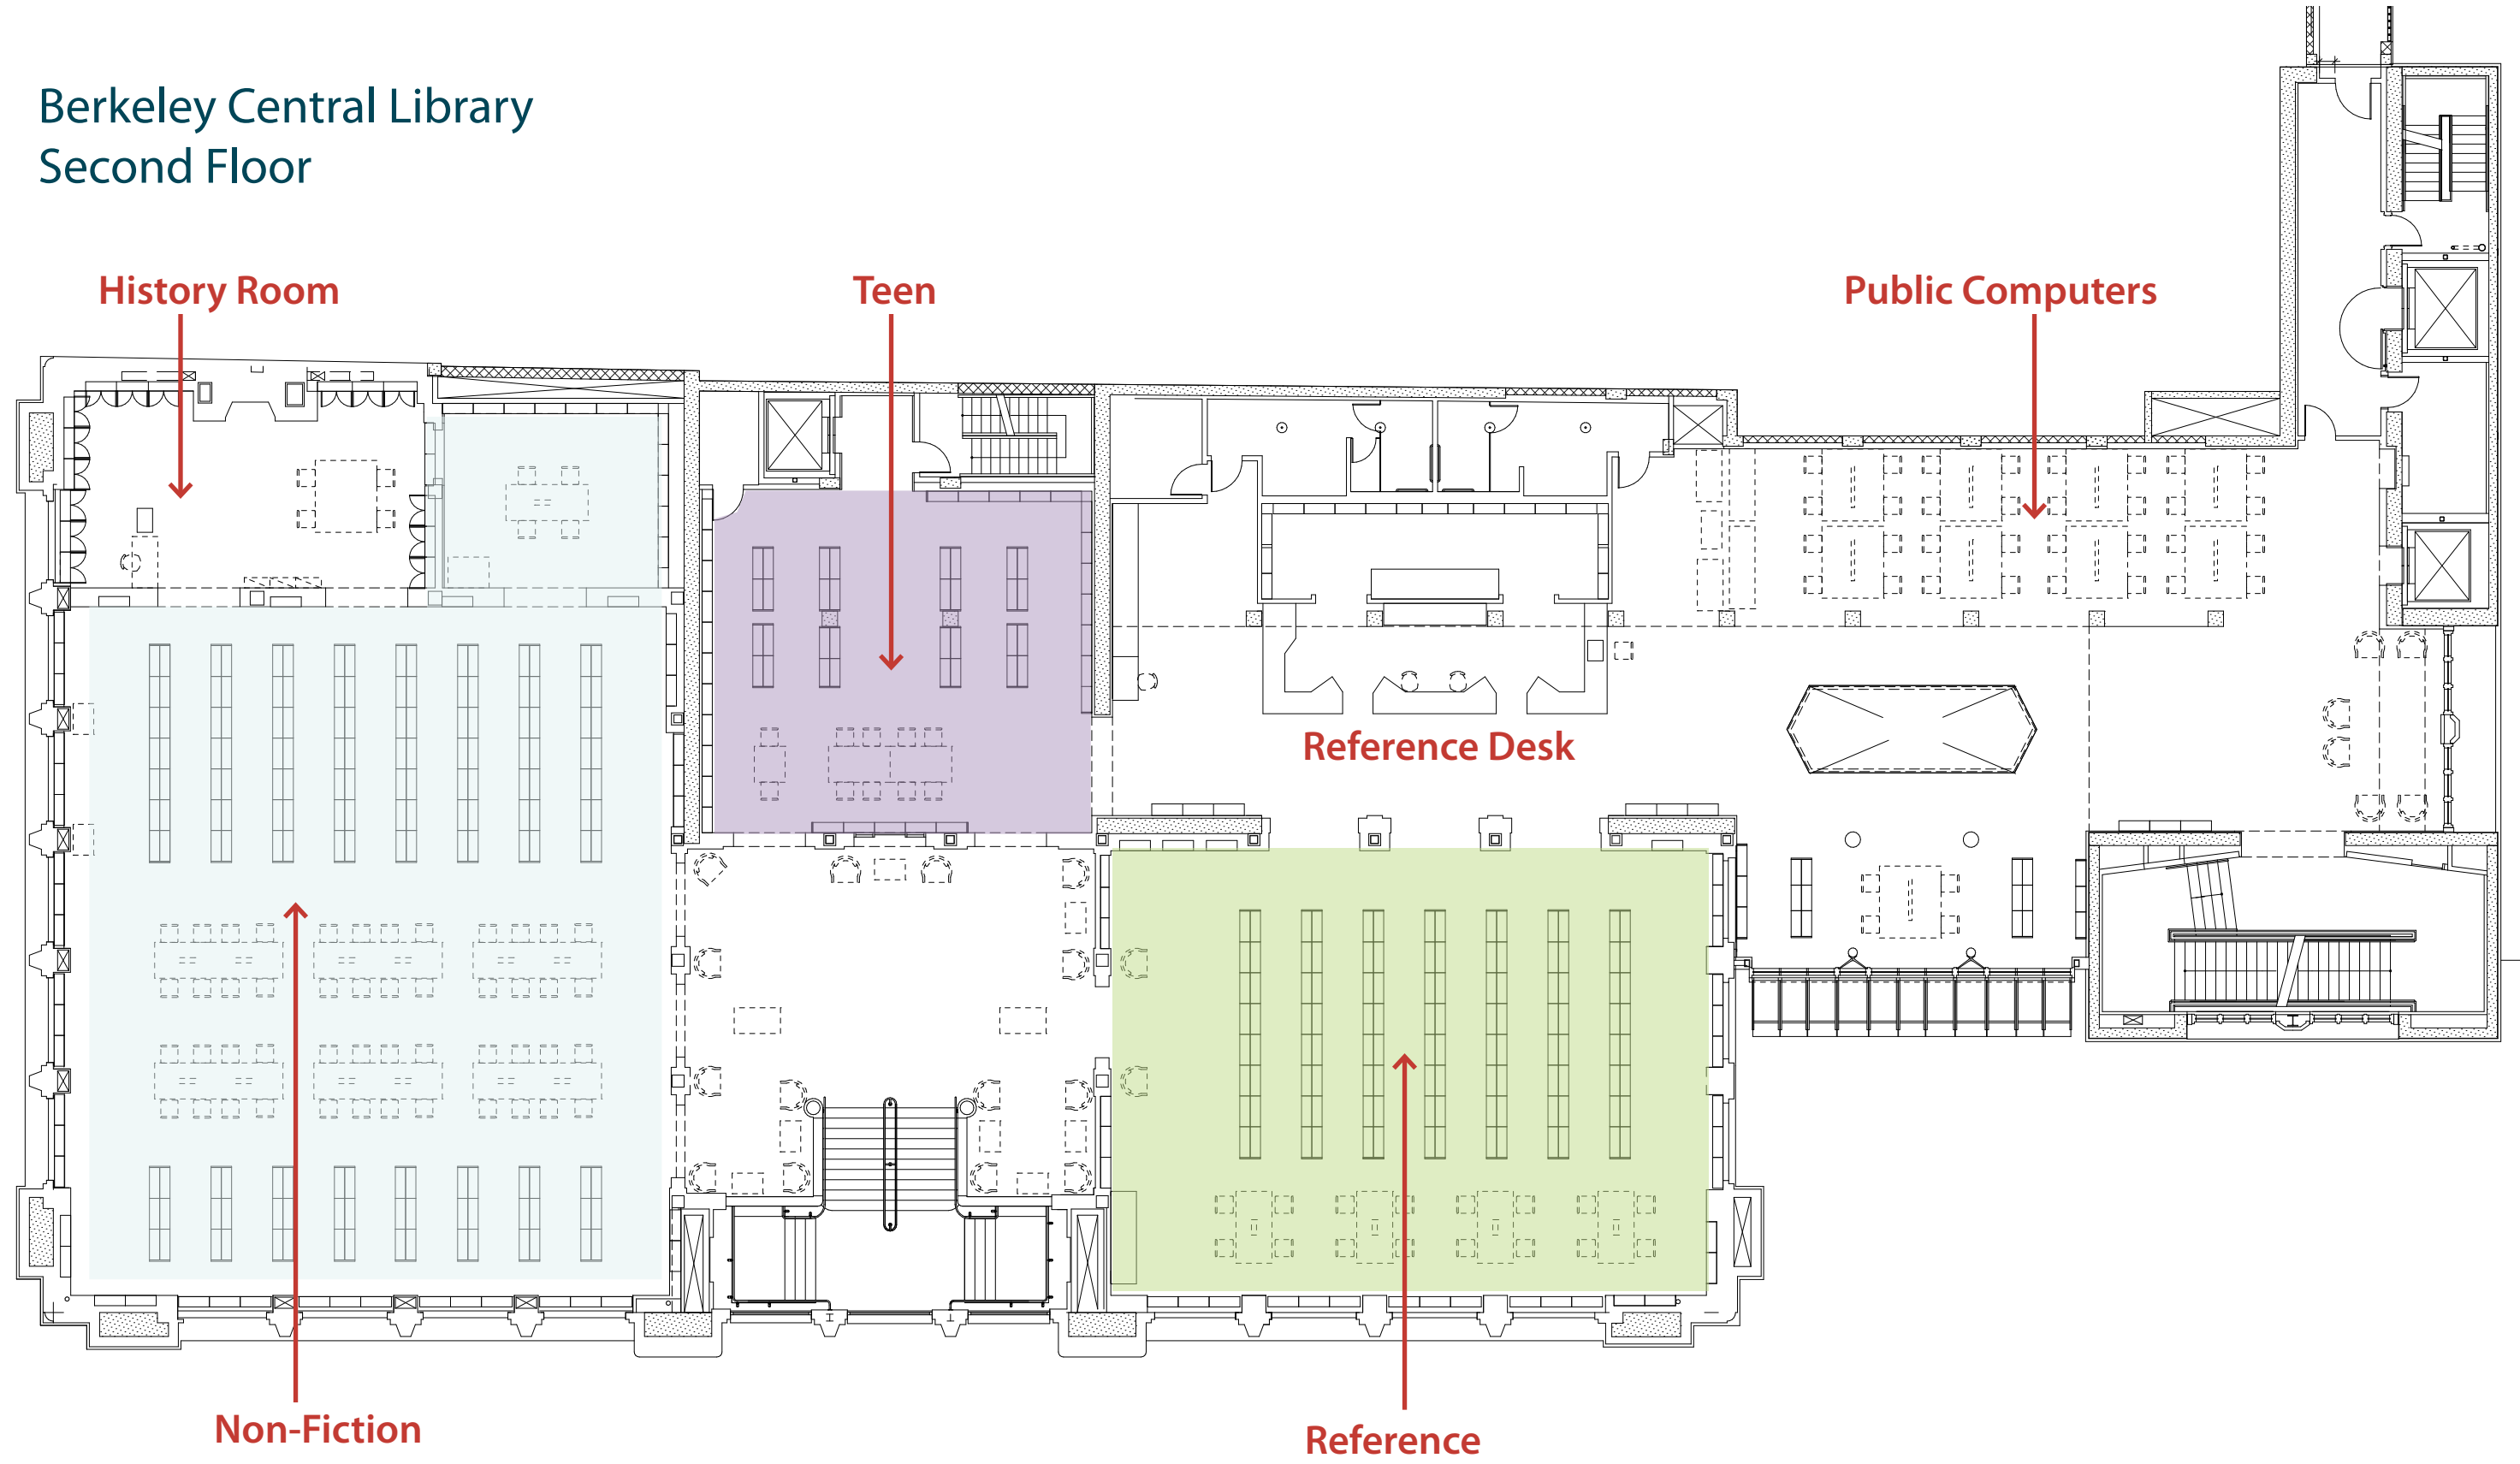 Berkeley Central Library
Second Floor
History Room
Teen
Public Computers
Reference Desk
Non-Fiction
Reference